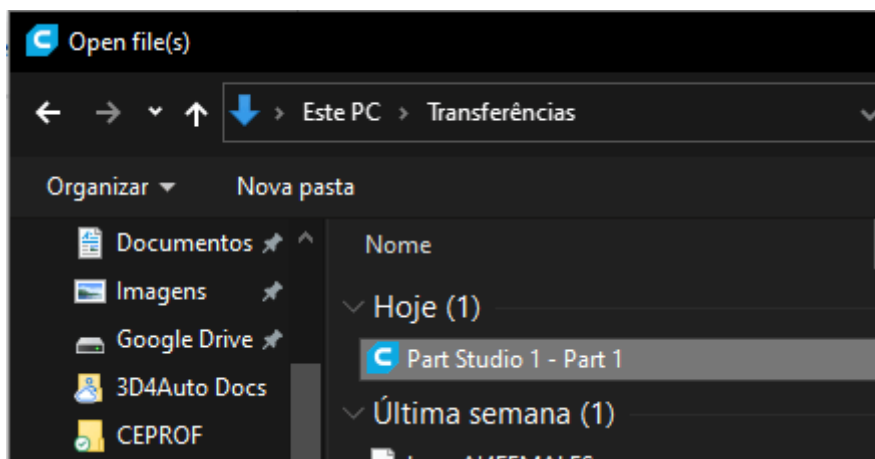 Open file(s)
Este PC > Transferências
Organizar Nova pasta
Documentos
Imagens
Google Drive
3D4Auto Docs
CEPROF
Nome
Hoje (1)
Part Studio 1 - Part 1
Última semana (1)